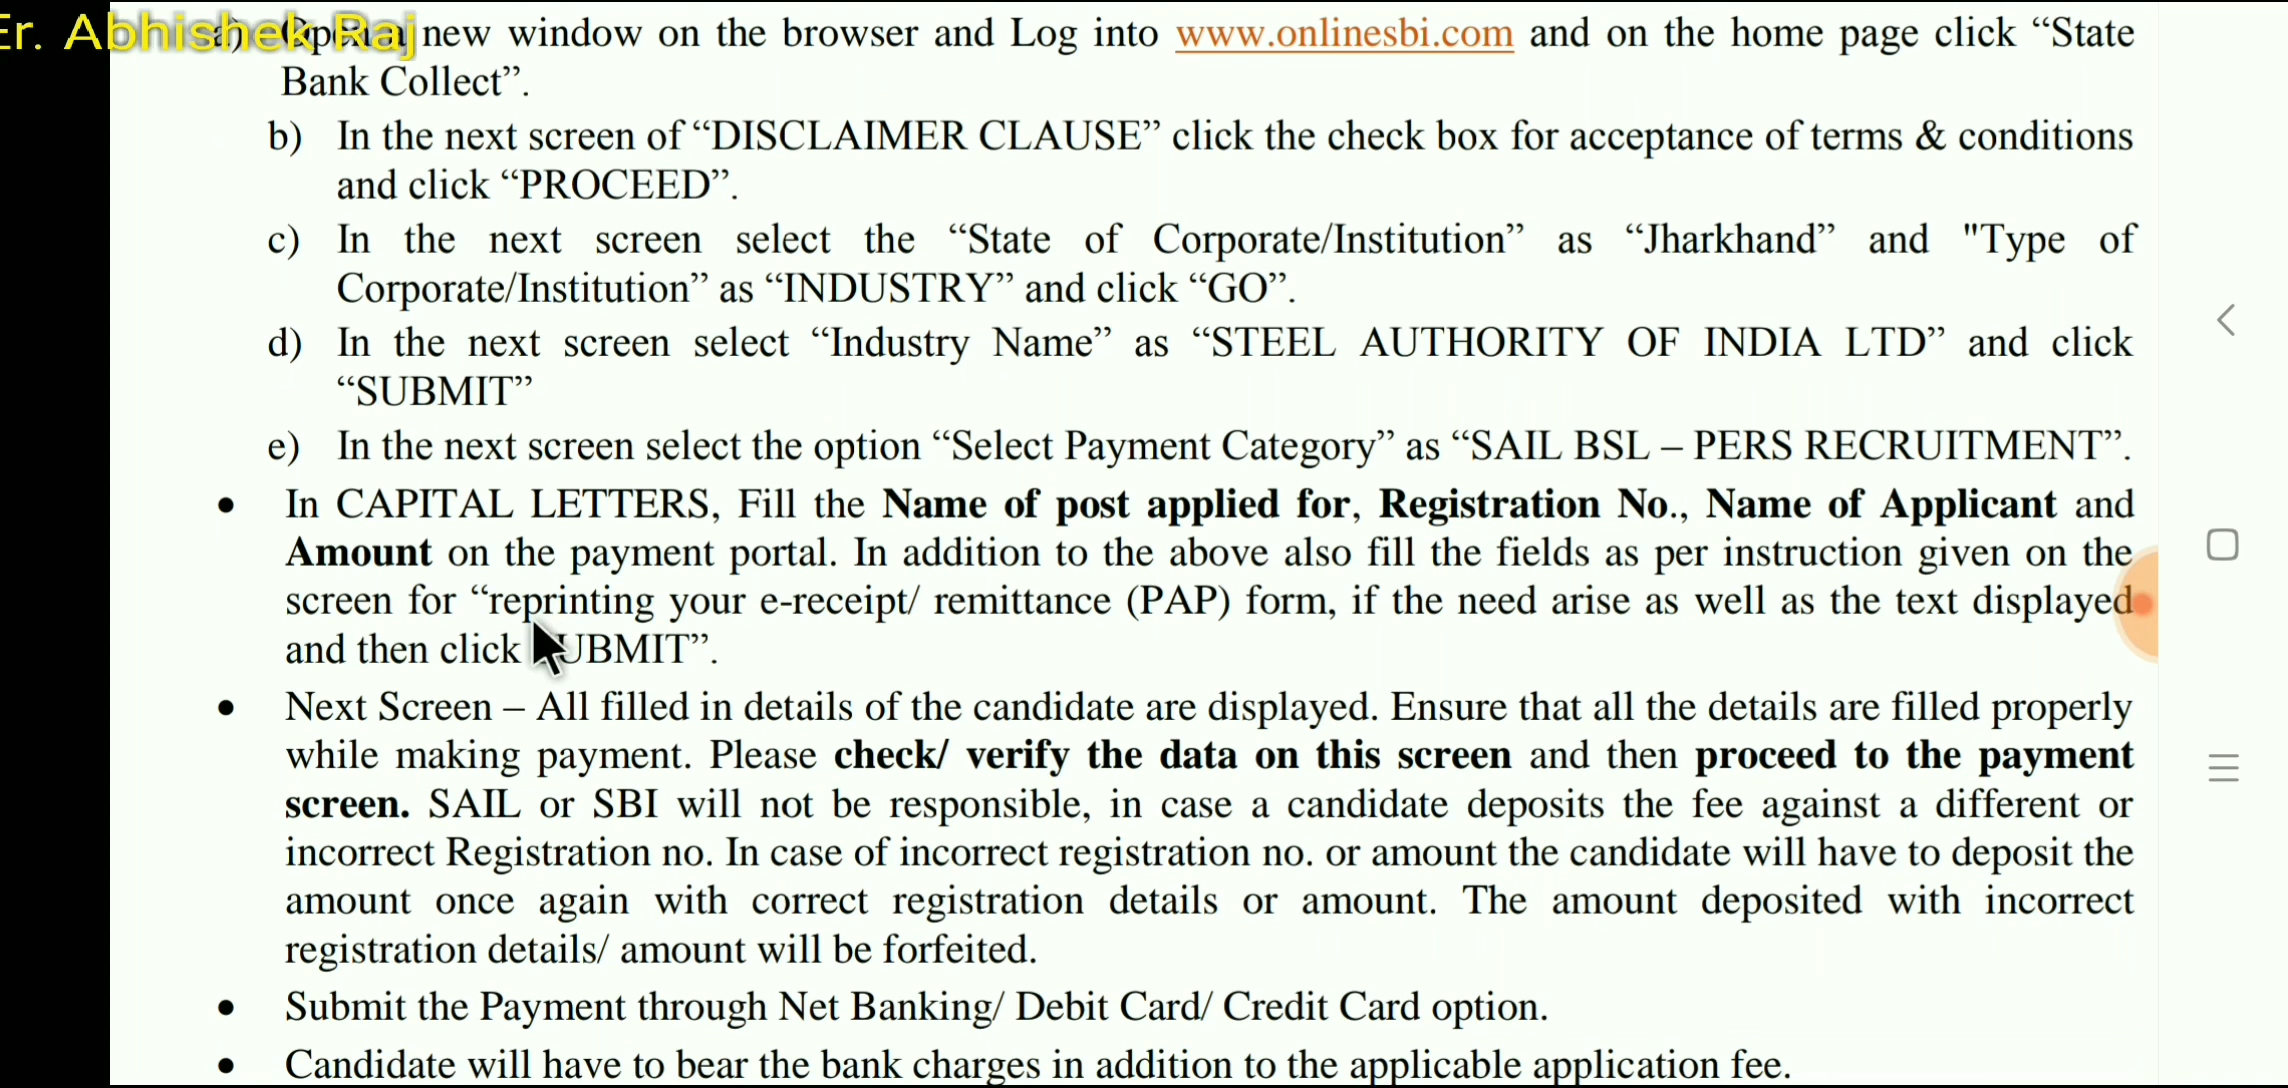 Er. Abhishek Raj
a) Open a new window on the browser and Log into www.onlinesbi.com and on the home page click “State
Bank Collect”.
b) In the next screen of “DISCLAIMER CLAUSE” click the check box for acceptance of terms & conditions
and click “PROCEED”.
c) In the next screen select the “State of Corporate/Institution” as “Jharkhand” and "Type of
Corporate/Institution” as “INDUSTRY” and click “GO”.
d) In the next screen select “Industry Name” as “STEEL AUTHORITY OF INDIA LTD” and click
“SUBMIT”
e) In the next screen select the option “Select Payment Category” as “SAIL BSL – PERS RECRUITMENT”.
• In CAPITAL LETTERS, Fill the Name of post applied for, Registration No., Name of Applicant and
Amount on the payment portal. In addition to the above also fill the fields as per instruction given on the
screen for “reprinting your e-receipt/ remittance (PAP) form, if the need arise as well as the text displayed
and then click SUBMIT”.
• Next Screen – All filled in details of the candidate are displayed. Ensure that all the details are filled properly
while making payment. Please check/ verify the data on this screen and then proceed to the payment
screen. SAIL or SBI will not be responsible, in case a candidate deposits the fee against a different or
incorrect Registration no. In case of incorrect registration no. or amount the candidate will have to deposit the
amount once again with correct registration details or amount. The amount deposited with incorrect
registration details/ amount will be forfeited.
• Submit the Payment through Net Banking/ Debit Card/ Credit Card option.
• Candidate will have to bear the bank charges in addition to the applicable application fee.